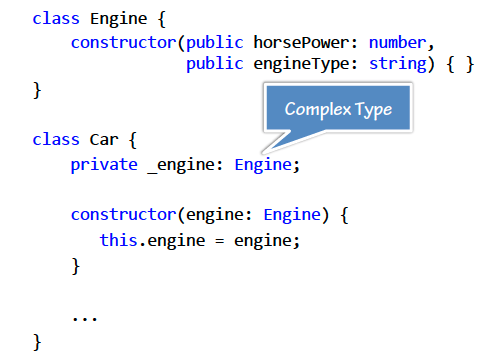 class Engine {
    constructor(public horsePower: number,
                public engineType: string) { }
}
Complex Type
class Car {
    private _engine: Engine;
    constructor(engine: Engine) {
       this.engine = engine;
    }
    ...
}